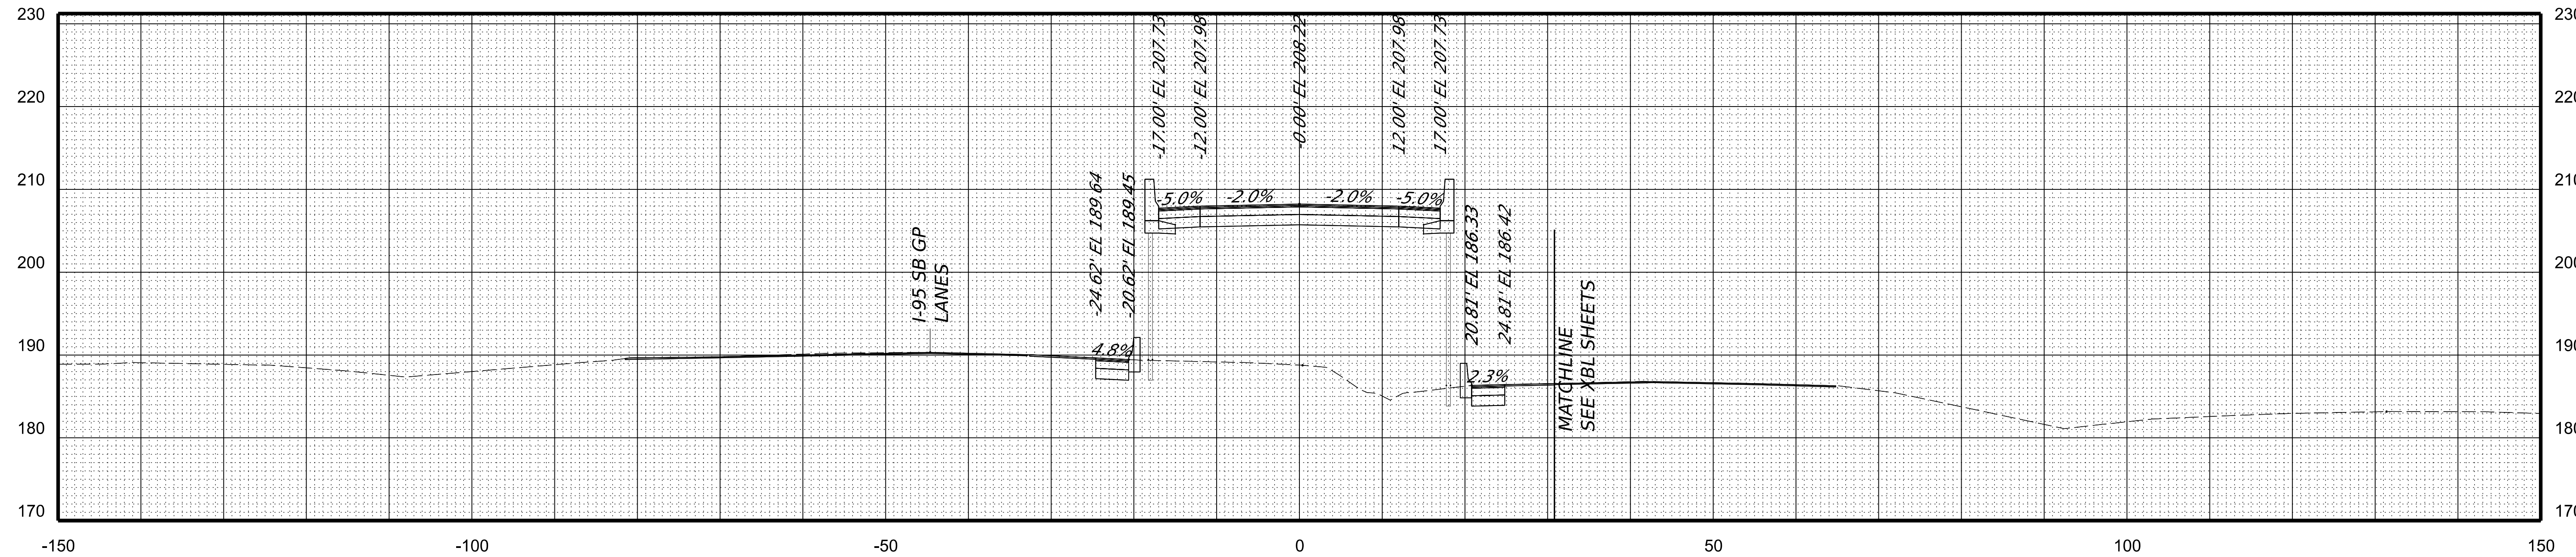 230
230
-17.00' EL 207.73
-12.00' EL 207.98
-0.00' EL 208.22
12.00' EL 207.98
17.00' EL 207.73
220
220
210
210
-24.62' EL 189.64
-20.62' EL 189.45
-5.0%
-2.0%
-2.0%
-5.0%
20.81' EL 186.33
24.81' EL 186.42
200
200
I-95 SB GP
LANES
MATCHLINE
SEE XBL SHEETS
190
190
4.8%
2.3%
180
180
170
170
-150
-100
-50
0
50
100
150